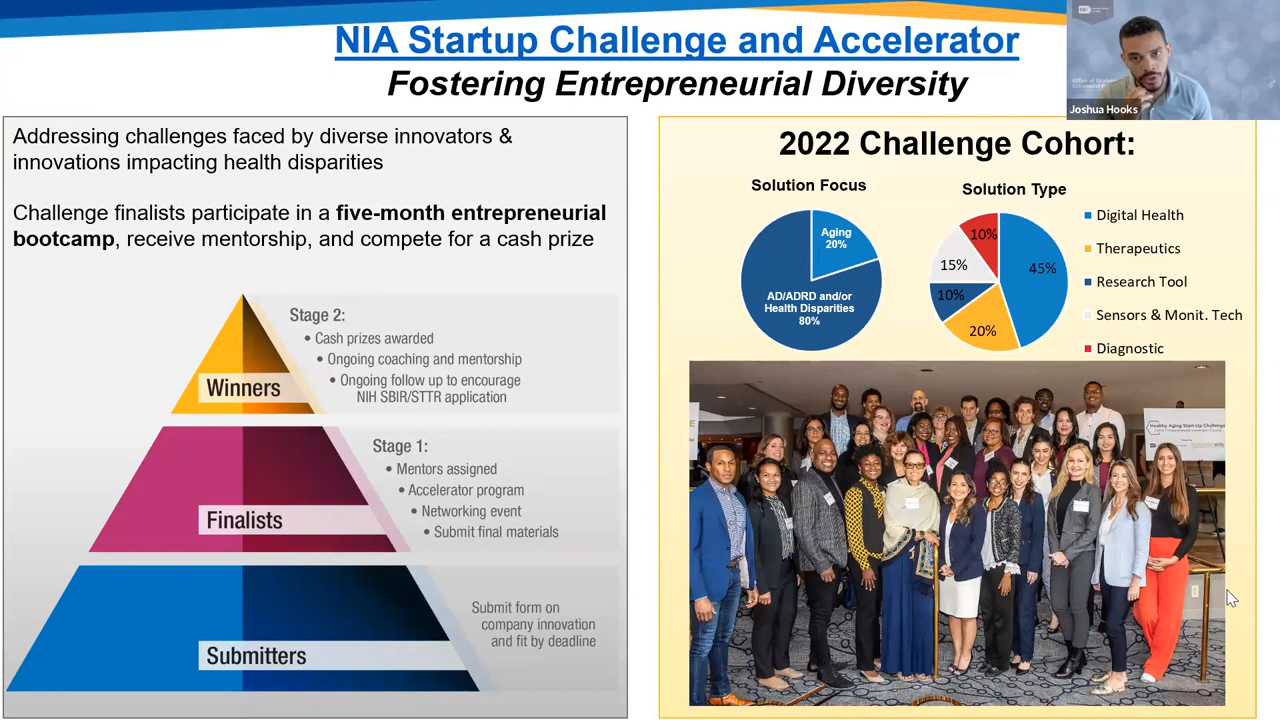 NIA Startup Challenge and Accelerator
Fostering Entrepreneurial Diversity
Joshua Hooks
Addressing challenges faced by diverse innovators &
innovations impacting health disparities
Challenge finalists participate in a five-month entrepreneurial
bootcamp, receive mentorship, and compete for a cash prize
Stage 2:
• Cash prizes awarded
• Ongoing coaching and mentorship
• Ongoing follow up to encourage
NIH SBIR/STTR application
Winners
Stage 1:
• Mentors assigned
• Accelerator program
• Networking event
• Submit final materials
Finalists
Submit form on
company innovation
and fit by deadline
Submitters
2022 Challenge Cohort:
Solution Focus
Aging
20%
AD/ADRD and/or
Health Disparities
80%
Solution Type
10%
45%
15%
10%
20%
Digital Health
Therapeutics
Research Tool
Sensors & Monit. Tech
Diagnostic
Healthy Aging Start-Up Challenge